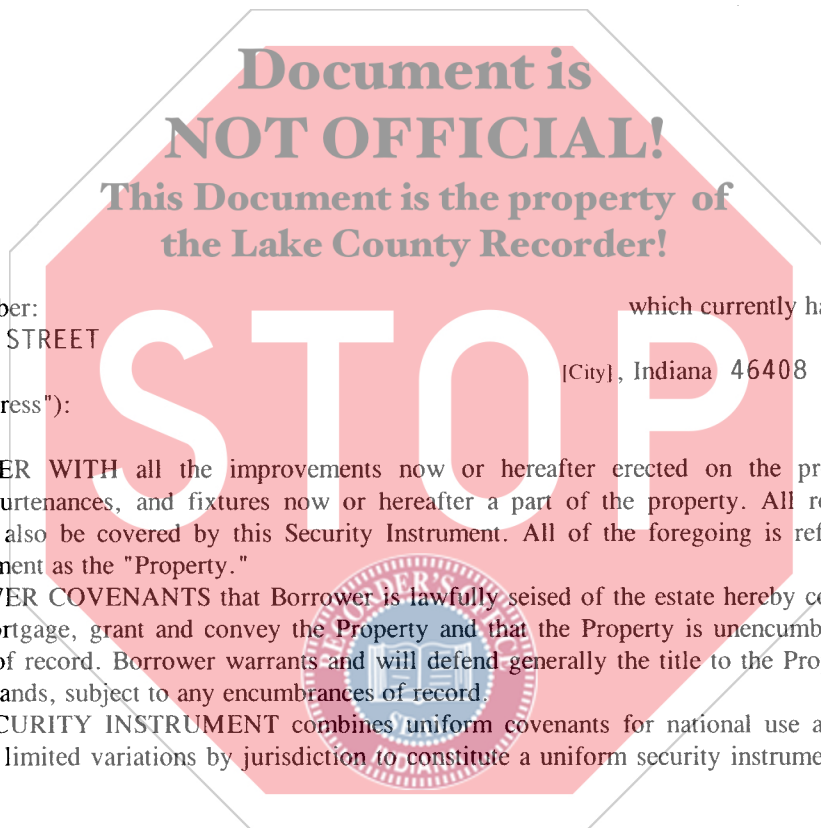 Document is
NOT OFFICIAL!
This Document is the property of
the Lake County Recorder!
ber: which currently ha
STREET
[City], Indiana 46408
ress"):
STOP
ER WITH all the improvements now or hereafter erected on the pr
urtenances, and fixtures now or hereafter a part of the property. All r
also be covered by this Security Instrument. All of the foregoing is ref
ment as the "Property."
ER COVENANTS that Borrower is lawfully seised of the estate hereby c
ortgage, grant and convey the Property and that the Property is unencumb
of record. Borrower warrants and will defend generally the title to the Pro
ands, subject to any encumbrances of record.
CURITY INSTRUMENT combines uniform covenants for national use a
limited variations by jurisdiction to constitute a uniform security instrume
SEAL
INDIANA